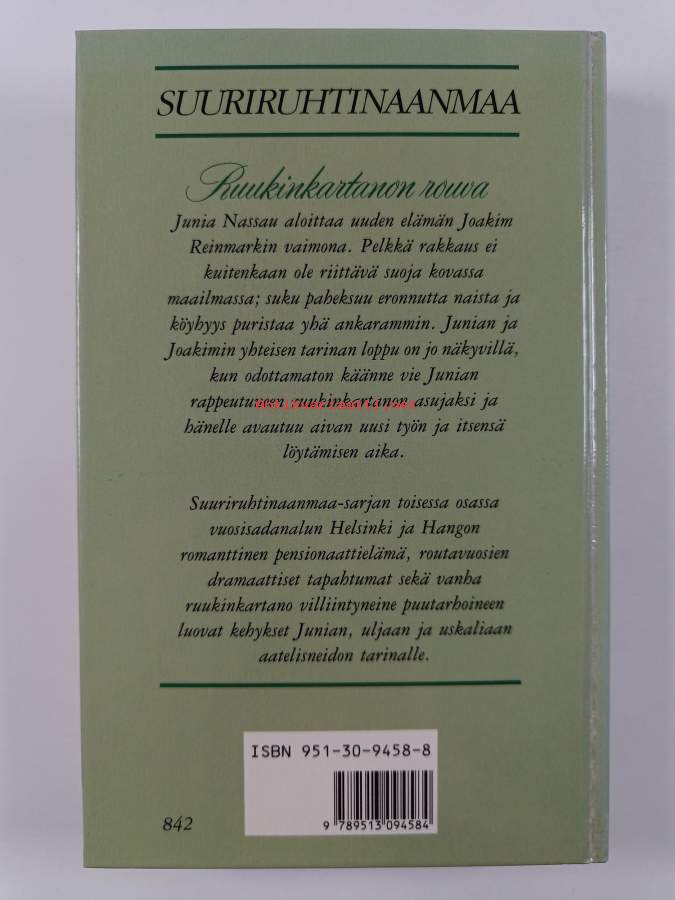 SUURIRUHTINAANMAA
Ruukinkartanon rouva
Junia Nassau aloittaa uuden elämän Joakim
Reinmarkin vaimona. Pelkkä rakkaus ei
kuitenkaan ole riittävä suoja kovassa
maailmassa; suku paheksuu eronnutta naista ja
köyhyys puristaa yhä ankarammin. Junian ja
Joakimin yhteisen tarinan loppu on jo näkyvillä,
kun odottamaton käänne vie Junian
rappeutuneen ruukinkartanon asujaksi ja
hänelle avautuu aivan uusi työn ja itsensä
löytämisen aika.
Suuriruhtinaanmaa-sarjan toisessa osassa
vuosisadanalun Helsinki ja Hangon
romanttinen pensionaattielämä, routavuosien
dramaattiset tapahtumat sekä vanha
ruukinkartano villiintyneine puutarhoineen
luovat kehykset Junian, uljaan ja uskaliaan
aatelisneidon tarinalle.
ISBN 951-30-9458-8
9 789513 094584
842